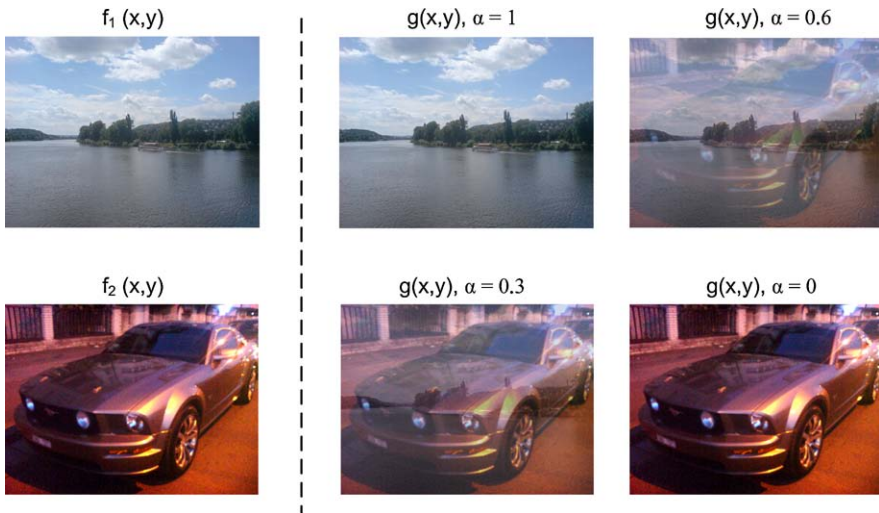 f₁ (x,y)
g(x,y), α = 1
g(x,y), α = 0.6
f₂ (x,y)
g(x,y), α = 0.3
g(x,y), α = 0